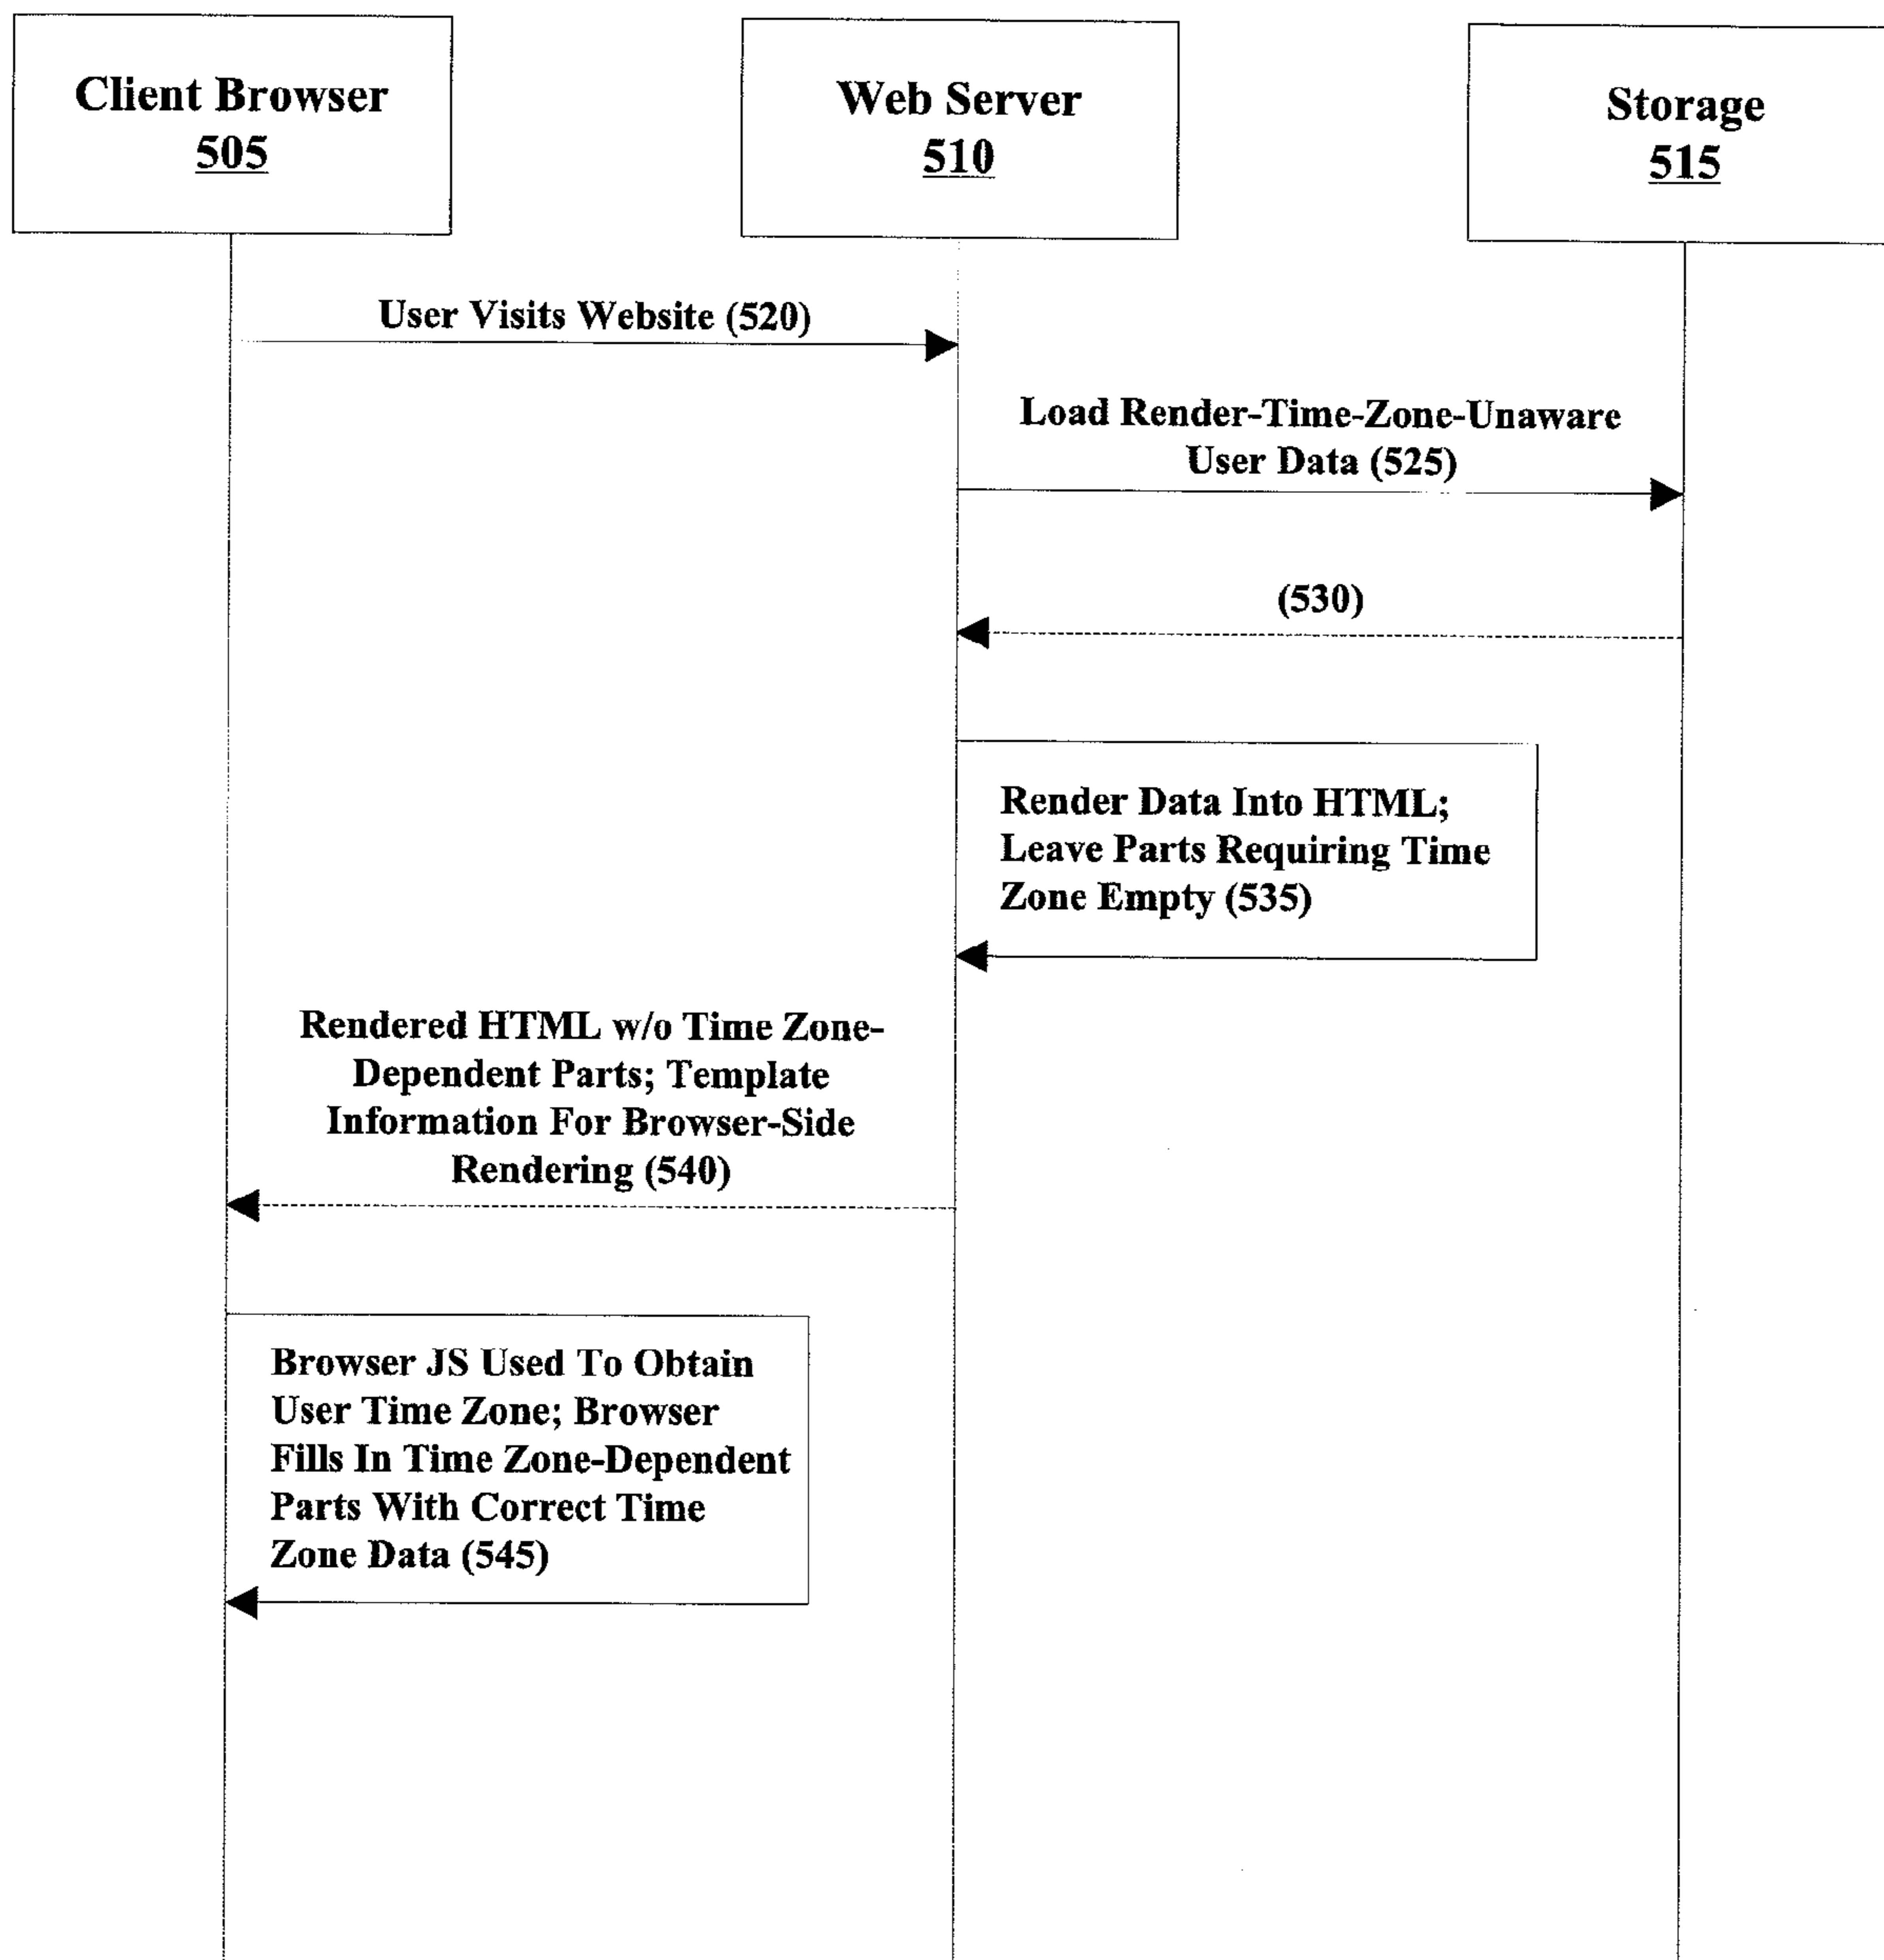 Client Browser
505
Web Server
510
Storage
515
User Visits Website (520)
Load Render-Time-Zone-Unaware
User Data (525)
(530)
Render Data Into HTML;
Leave Parts Requiring Time
Zone Empty (535)
Rendered HTML w/o Time Zone-
Dependent Parts; Template
Information For Browser-Side
Rendering (540)
Browser JS Used To Obtain
User Time Zone; Browser
Fills In Time Zone-Dependent
Parts With Correct Time
Zone Data (545)